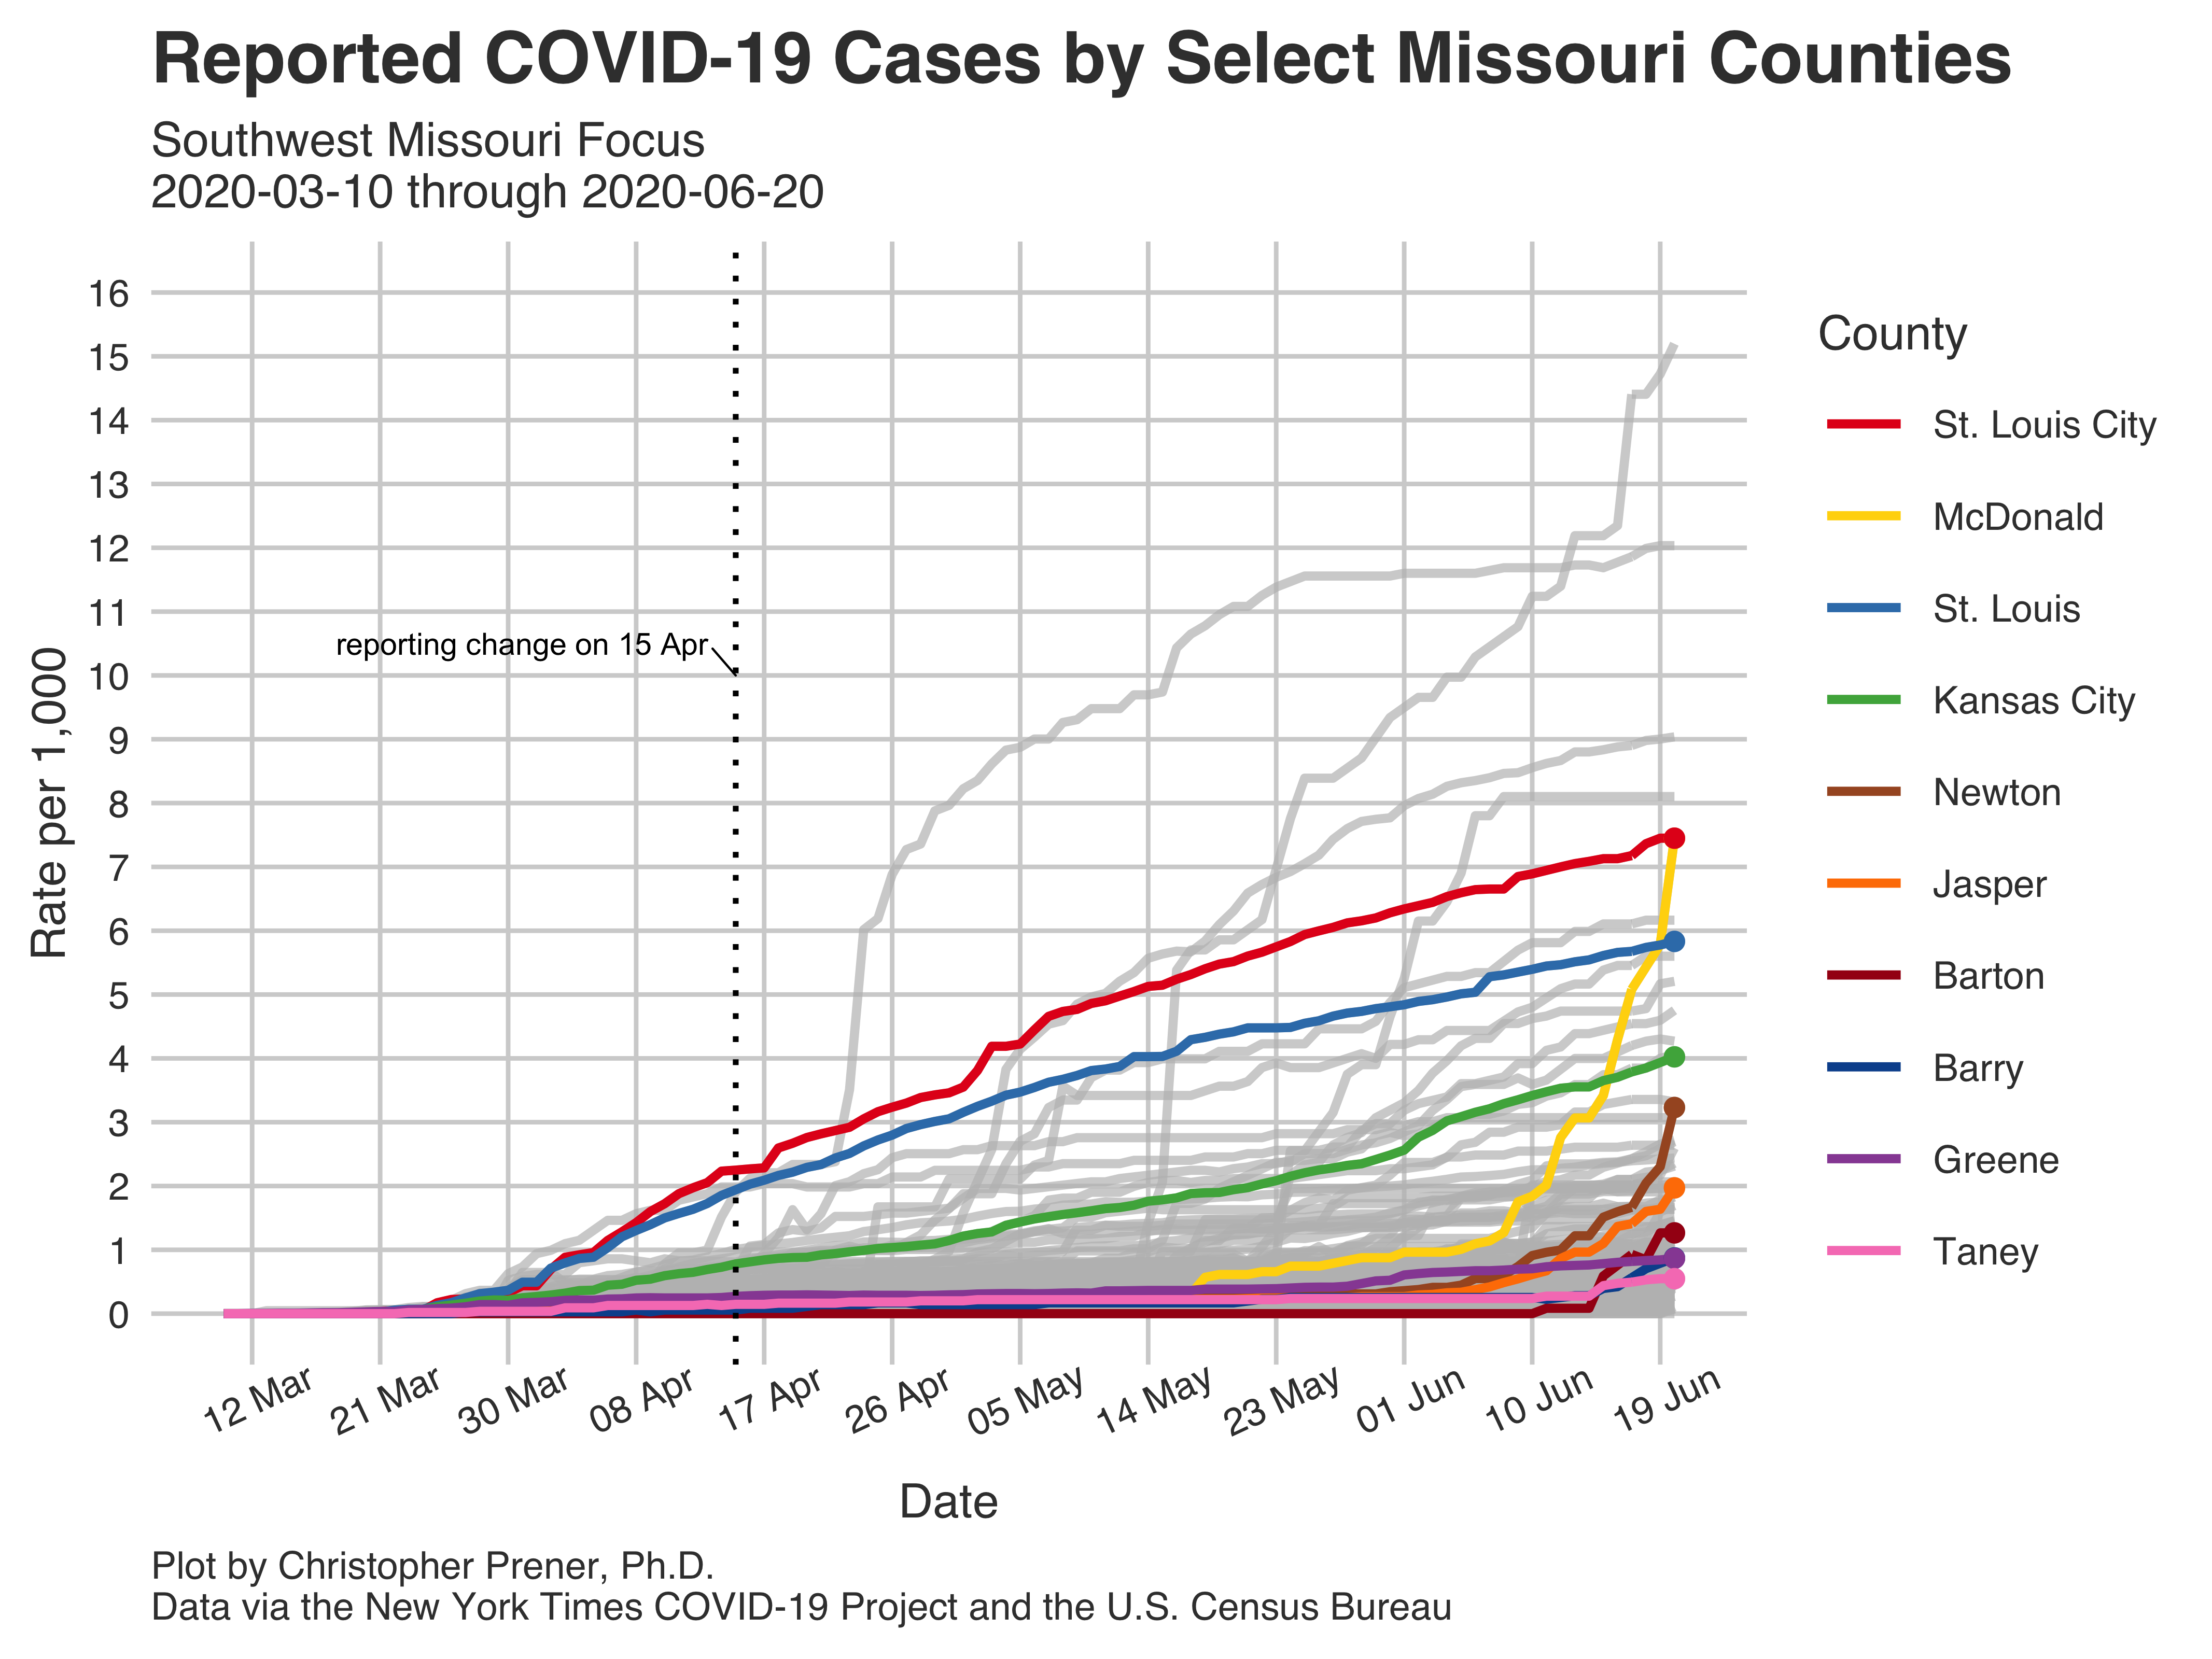 Reported COVID-19 Cases by Select Missouri Counties
Southwest Missouri Focus
2020-03-10 through 2020-06-20
16
15
14
13
12
11
10
9
8
7
6
5
4
3
2
1
0
Rate per 1,000
reporting change on 15 Apr
12 Mar
21 Mar
30 Mar
08 Apr
17 Apr
26 Apr
05 May
14 May
23 May
01 Jun
10 Jun
19 Jun
Date
County
St. Louis City
McDonald
St. Louis
Kansas City
Newton
Jasper
Barton
Barry
Greene
Taney
Plot by Christopher Prener, Ph.D.
Data via the New York Times COVID-19 Project and the U.S. Census Bureau